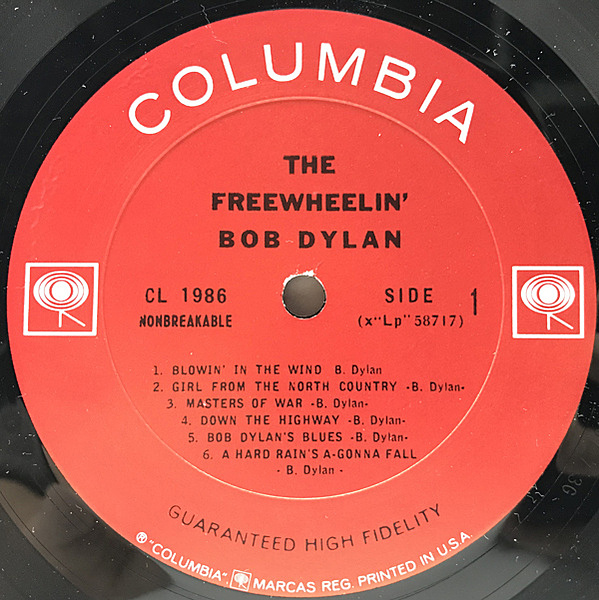 COLUMBIA
THE
FREEWHEELIN'
BOB DYLAN
CL 1986
NONBREAKABLE
SIDE 1
(x"Lp" 58717)
1. BLOWIN' IN THE WIND B. Dylan
2. GIRL FROM THE NORTH COUNTRY -B. Dylan-
3. MASTERS OF WAR -B. Dylan-
4. DOWN THE HIGHWAY -B. Dylan-
5. BOB DYLAN'S BLUES -B. Dylan-
6. A HARD RAIN'S A-GONNA FALL
- B. Dylan -
GUARANTEED HIGH FIDELITY
® "COLUMBIA", MARCAS REG. PRINTED IN U.S.A.